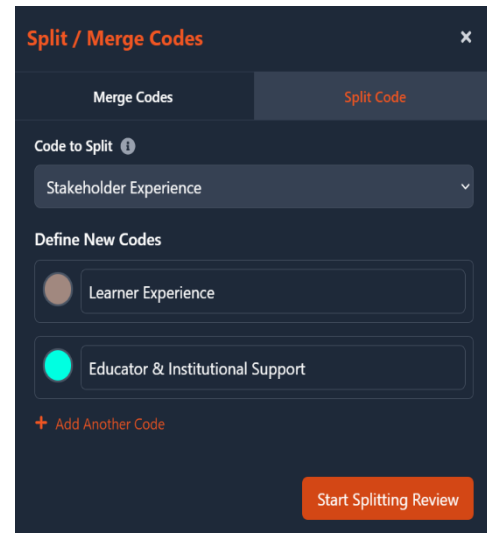 Split / Merge Codes ×
Merge Codes Split Code
Code to Split i
Stakeholder Experience
Define New Codes
Learner Experience
Educator & Institutional Support
+ Add Another Code
Start Splitting Review